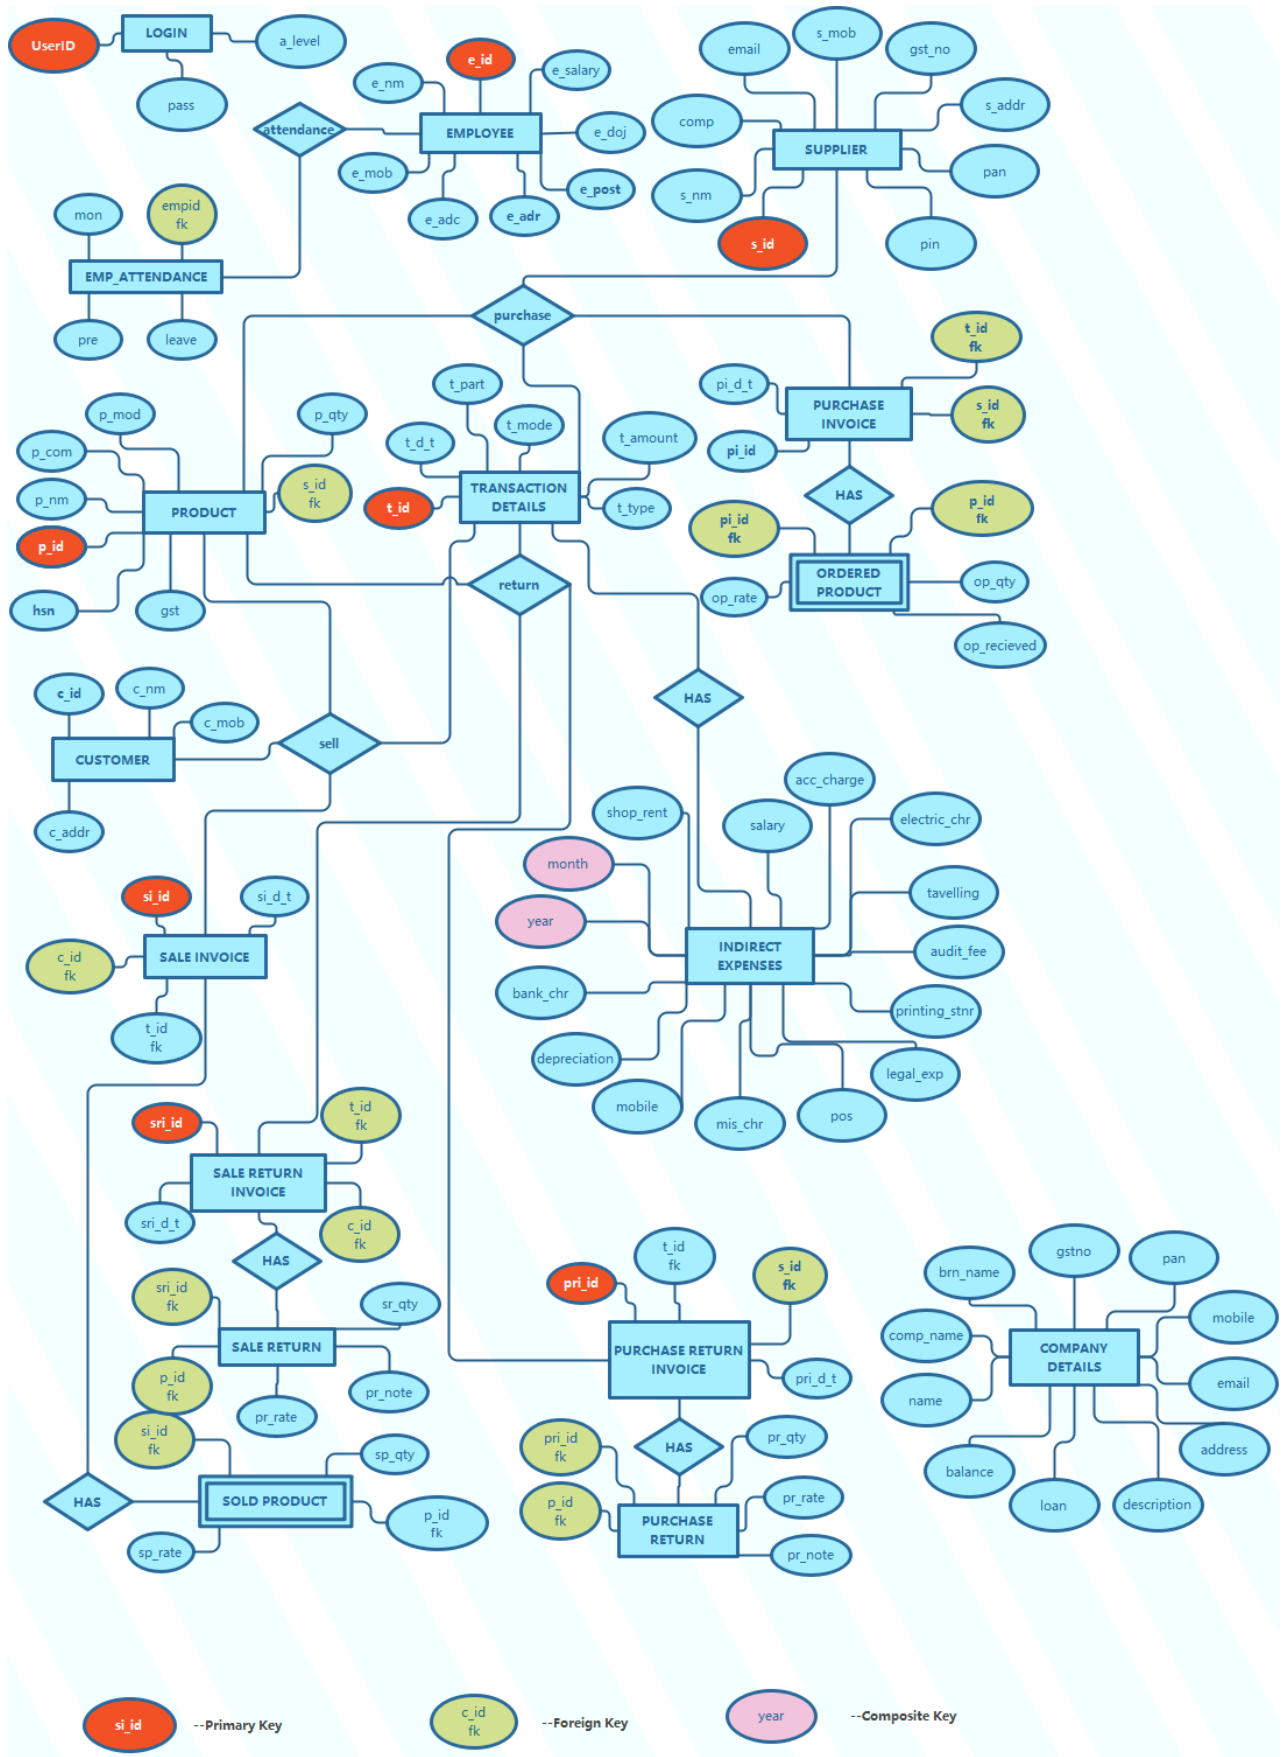 UserID
LOGIN
a_level
pass
attendance
e_nm
e_id
e_salary
EMPLOYEE
e_doj
e_mob
e_adc
e_adr
e_post
email
s_mob
gst_no
comp
s_addr
SUPPLIER
s_nm
pan
s_id
pin
mon
empid
fk
EMP_ATTENDANCE
pre
leave
purchase
t_id
fk
pi_d_t
PURCHASE
INVOICE
s_id
fk
pi_id
HAS
pi_id
fk
p_id
fk
ORDERED
PRODUCT
op_rate
op_qty
op_recieved
p_mod
p_qty
p_com
s_id
fk
p_nm
PRODUCT
p_id
hsn
gst
t_part
t_d_t
t_mode
t_amount
TRANSACTION
DETAILS
t_id
t_type
return
c_id
c_nm
c_mob
CUSTOMER
c_addr
sell
HAS
acc_charge
shop_rent
salary
electric_chr
month
tavelling
year
INDIRECT
EXPENSES
audit_fee
bank_chr
printing_stnr
depreciation
legal_exp
mobile
mis_chr
pos
si_id
si_d_t
c_id
fk
SALE INVOICE
t_id
fk
sri_id
t_id
fk
SALE RETURN
INVOICE
sri_d_t
c_id
fk
HAS
sri_id
fk
sr_qty
SALE RETURN
p_id
fk
pr_note
pr_rate
si_id
fk
sp_qty
HAS
SOLD PRODUCT
p_id
fk
sp_rate
t_id
fk
pri_id
s_id
fk
PURCHASE RETURN
INVOICE
pri_d_t
HAS
pri_id
fk
pr_qty
p_id
fk
pr_rate
PURCHASE
RETURN
pr_note
gstno
brn_name
pan
comp_name
mobile
COMPANY
DETAILS
name
email
balance
address
loan
description
si_id
--Primary Key
c_id
fk
--Foreign Key
year
--Composite Key